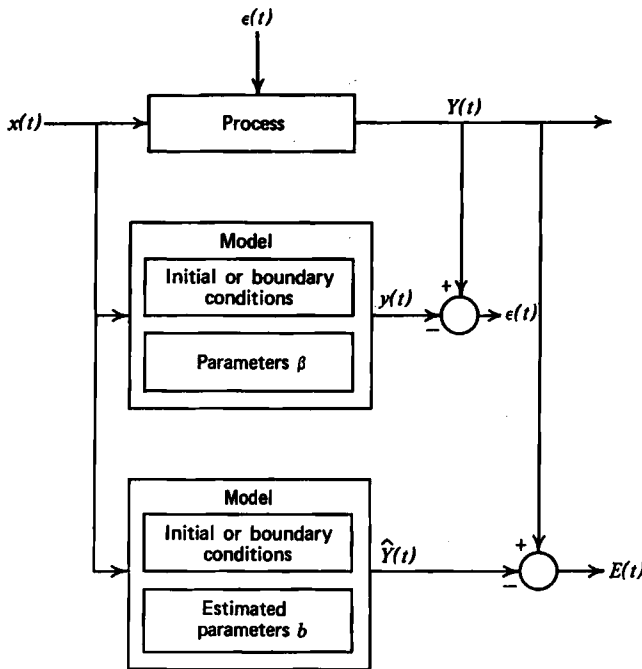 ϵ(t)
x(t)
Process
Y(t)
Model
Initial or boundary
conditions
Parameters β
y(t)
+
−
ϵ(t)
Model
Initial or boundary
conditions
Estimated
parameters b
Ŷ(t)
+
−
E(t)